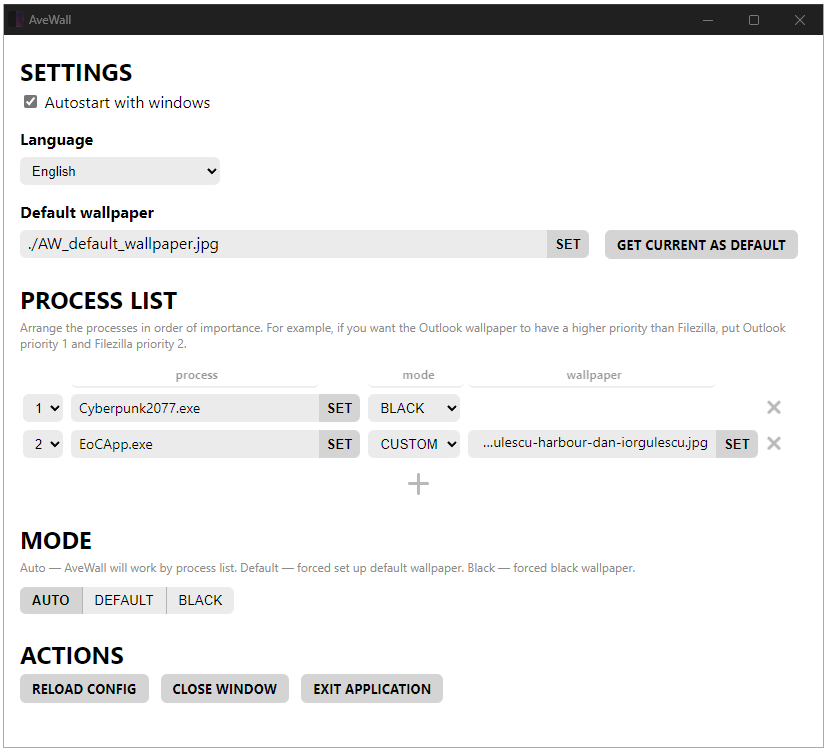 AveWall
SETTINGS
Autostart with windows
Language
English
Default wallpaper
./AW_default_wallpaper.jpg SET GET CURRENT AS DEFAULT
PROCESS LIST
Arrange the processes in order of importance. For example, if you want the Outlook wallpaper to have a higher priority than Filezilla, put Outlook
priority 1 and Filezilla priority 2.
process mode wallpaper
1 Cyberpunk2077.exe SET BLACK
2 EoCApp.exe SET CUSTOM ...ulescu-harbour-dan-iorgulescu.jpg SET
MODE
Auto — AveWall will work by process list. Default — forced set up default wallpaper. Black — forced black wallpaper.
AUTO DEFAULT BLACK
ACTIONS
RELOAD CONFIG CLOSE WINDOW EXIT APPLICATION